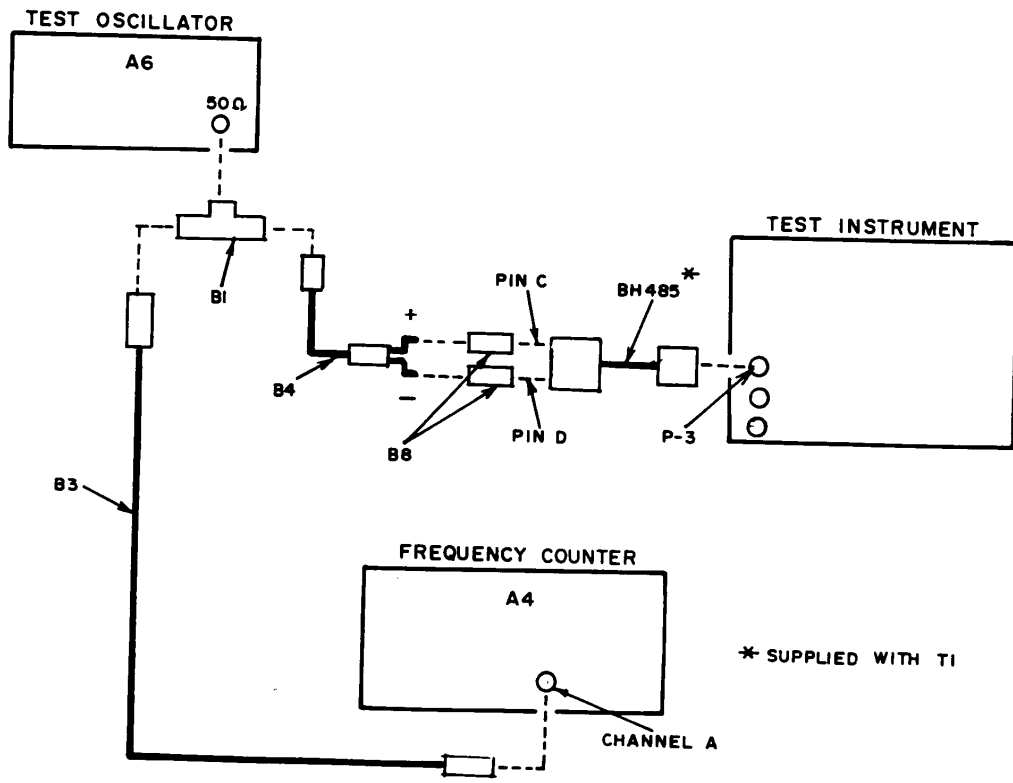 TEST OSCILLATOR
A6
50Ω
B1
TEST INSTRUMENT
PIN C
BH485*
+
B4
−
B8
PIN D
P-3
B3
FREQUENCY COUNTER
A4
* SUPPLIED WITH TI
CHANNEL A